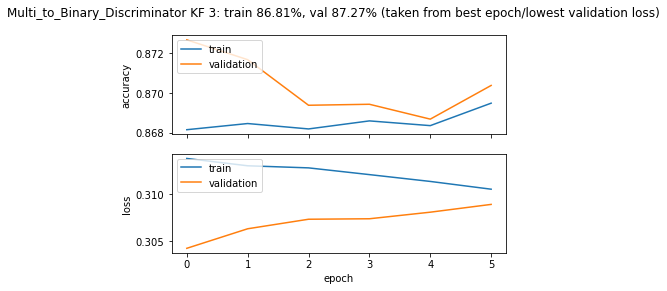 Multi_to_Binary_Discriminator KF 3: train 86.81%, val 87.27% (taken from best epoch/lowest validation loss)
0.872
0.870
0.868
accuracy
train
validation
0.310
0.305
loss
train
validation
0 1 2 3 4 5
epoch